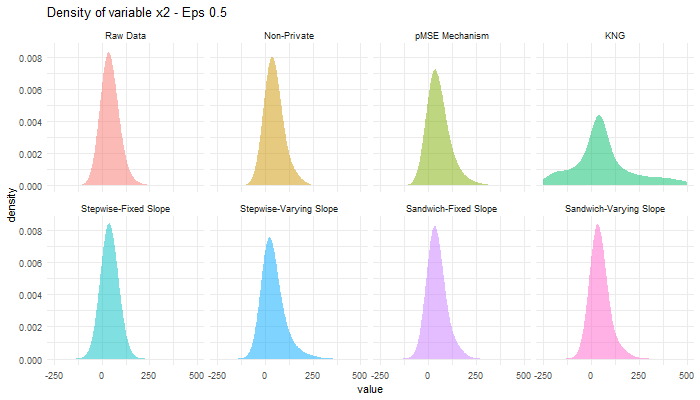 Density of variable x2 - Eps 0.5
Raw Data Non-Private pMSE Mechanism KNG
0.008
0.006
0.004
0.002
0.000
density
Stepwise-Fixed Slope Stepwise-Varying Slope Sandwich-Fixed Slope Sandwich-Varying Slope
0.008
0.006
0.004
0.002
0.000
-250 0 250 500 -250 0 250 500 -250 0 250 500 -250 0 250 500
value